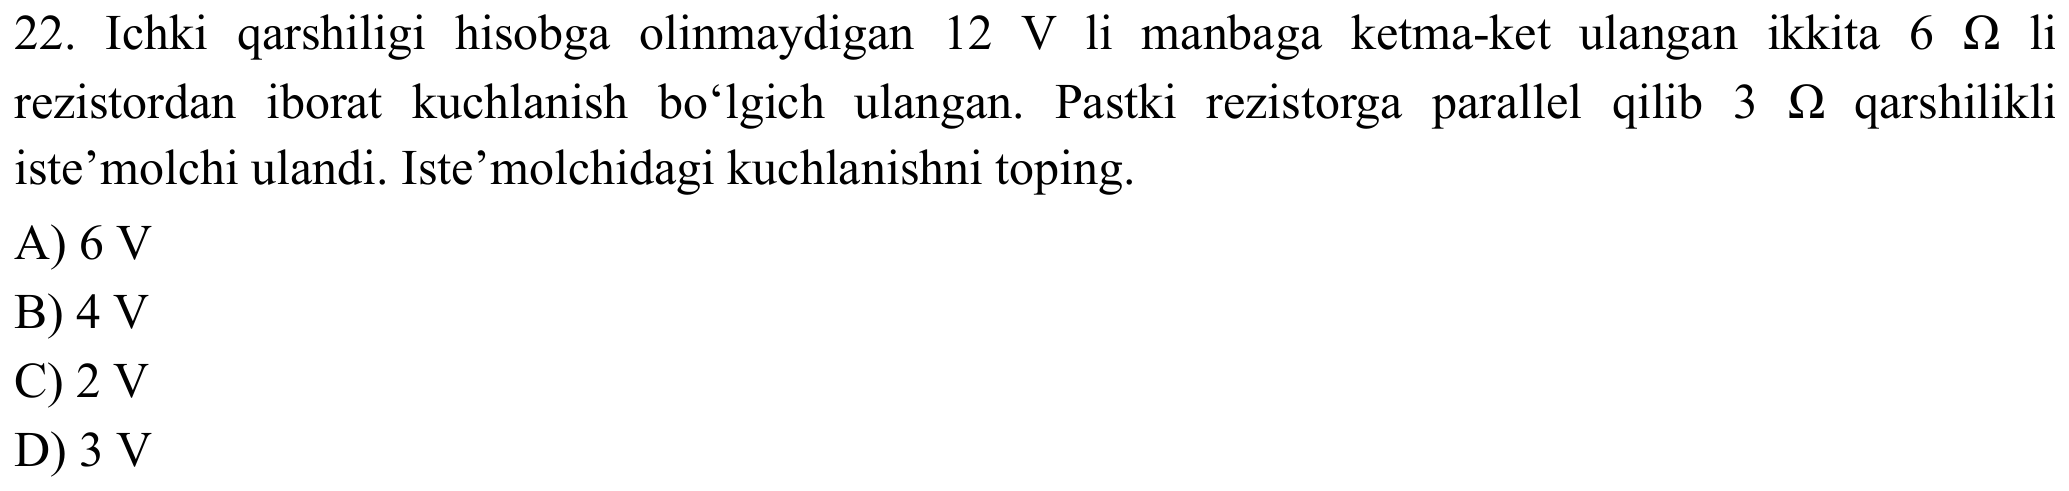 22. Ichki qarshiligi hisobga olinmaydigan 12 V li manbaga ketma-ket ulangan ikkita 6 Ω li
rezistordan iborat kuchlanish bo‘lgich ulangan. Pastki rezistorga parallel qilib 3 Ω qarshilikli
iste’molchi ulandi. Iste’molchidagi kuchlanishni toping.
A) 6 V
B) 4 V
C) 2 V
D) 3 V